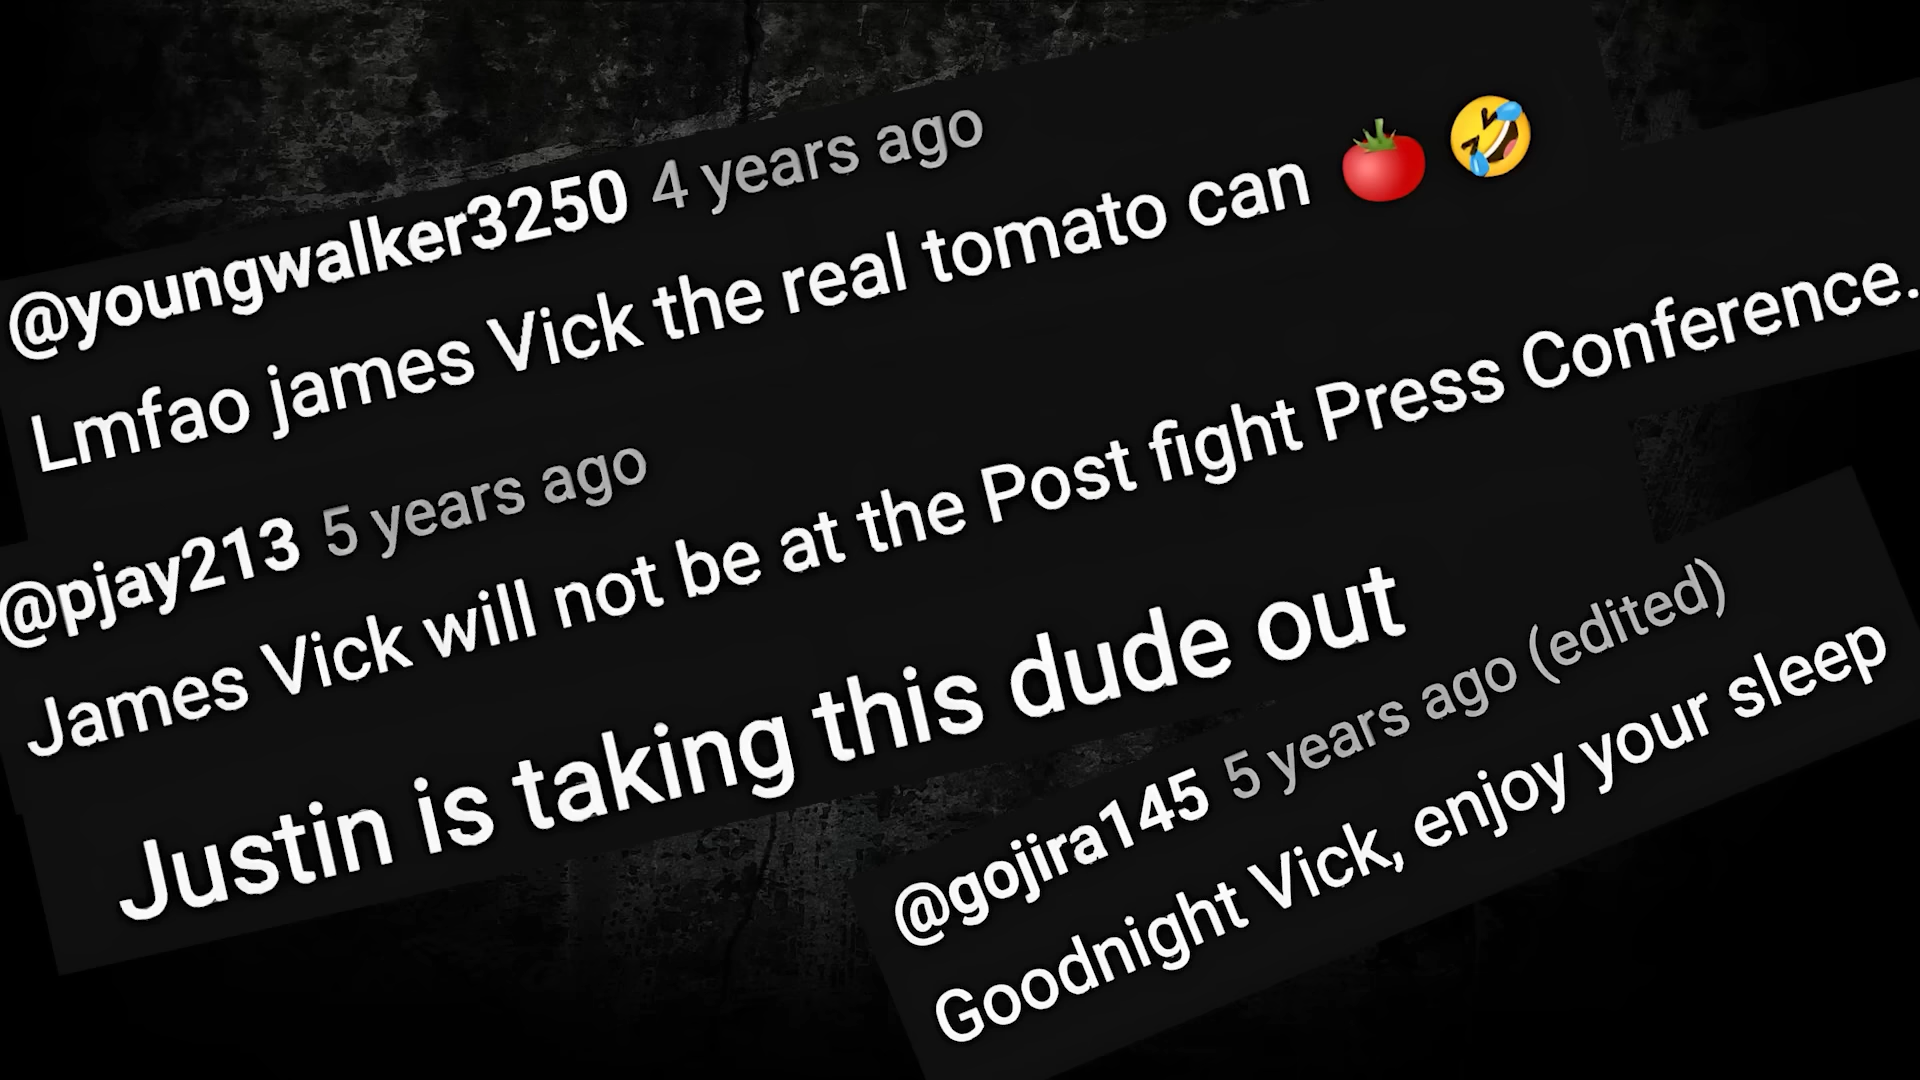 @youngwalker3250 4 years ago
Lmfao james Vick the real tomato can 🍅 🤣
@pjay213 5 years ago
James Vick will not be at the Post fight Press Conference.
Justin is taking this dude out
@gojira145 5 years ago (edited)
Goodnight Vick, enjoy your sleep